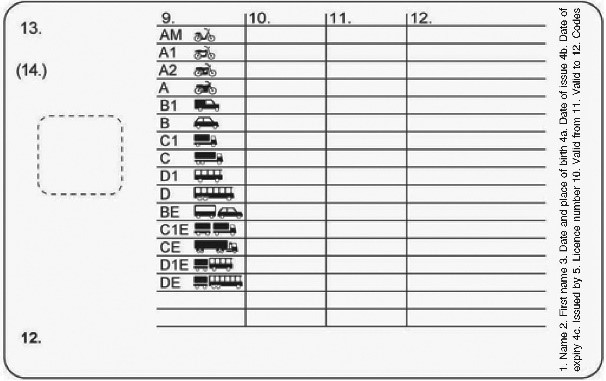 13.
(14.)
9. 10. 11. 12.
AM
A1
A2
A
B1
B
C1
C
D1
D
BE
C1E
CE
D1E
DE
12.
1. Name 2. First name 3. Date and place of birth 4a. Date of issue 4b. Date of
expiry 4c. Issued by 5. Licence number 10. Valid from 11. Valid to 12. Codes